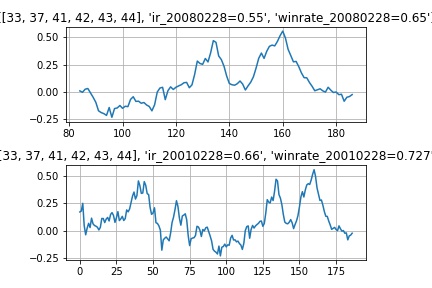 [33, 37, 41, 42, 43, 44], 'ir_20080228=0.55', 'winrate_20080228=0.65']
0.50
0.25
0.00
−0.25
80 100 120 140 160 180
[33, 37, 41, 42, 43, 44], 'ir_20010228=0.66', 'winrate_20010228=0.727'
0.50
0.25
0.00
−0.25
0 25 50 75 100 125 150 175